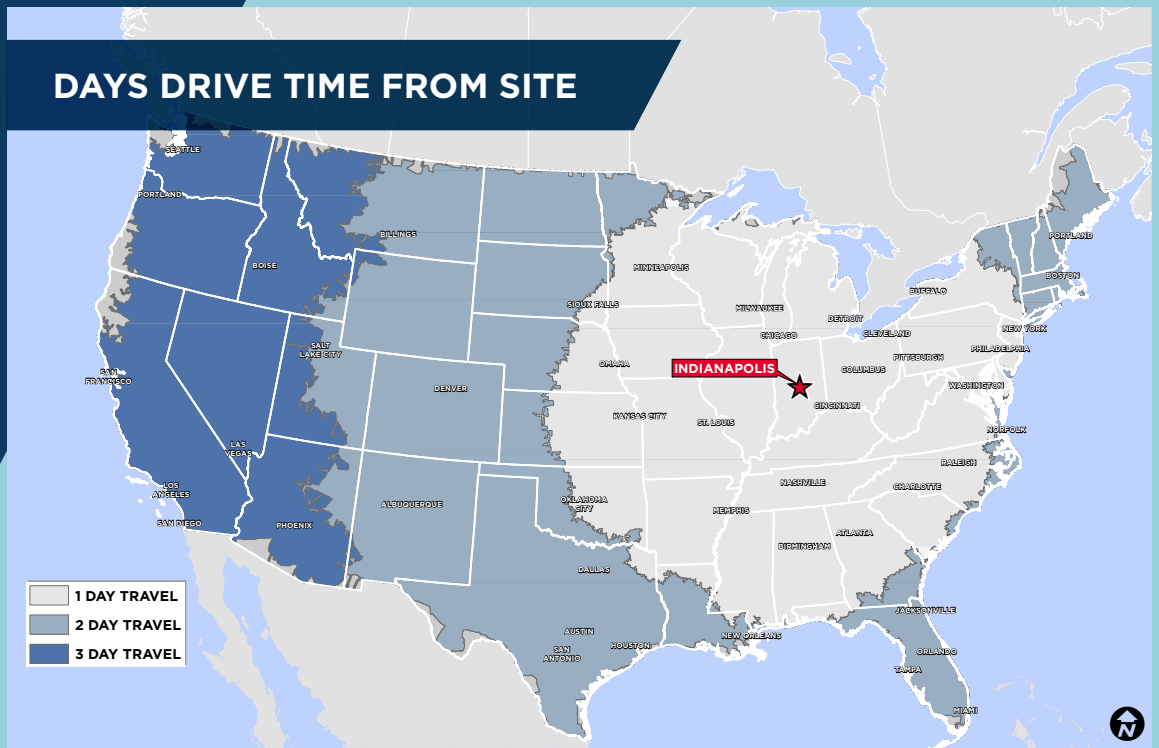 DAYS DRIVE TIME FROM SITE
SEATTLE
PORTLAND
BILLINGS
BOISE
MINNEAPOLIS
PORTLAND
BOSTON
BUFFALO
SIOUX FALLS
MILWAUKEE
DETROIT
CHICAGO
CLEVELAND
NEW YORK
SALT
LAKE CITY
PHILADELPHIA
PITTSBURGH
OMAHA
INDIANAPOLIS
COLUMBUS
SAN
FRANCISCO
DENVER
WASHINGTON
CINCINNATI
KANSAS CITY
ST. LOUIS
NORFOLK
LAS
VEGAS
RALEIGH
NASHVILLE
CHARLOTTE
LOS
ANGELES
ALBUQUERQUE
OKLAHOMA
CITY
MEMPHIS
SAN DIEGO
PHOENIX
ATLANTA
BIRMINGHAM
DALLAS
JACKSONVILLE
AUSTIN
NEW ORLEANS
HOUSTON
SAN
ANTONIO
ORLANDO
TAMPA
MIAMI
1 DAY TRAVEL
2 DAY TRAVEL
3 DAY TRAVEL
N